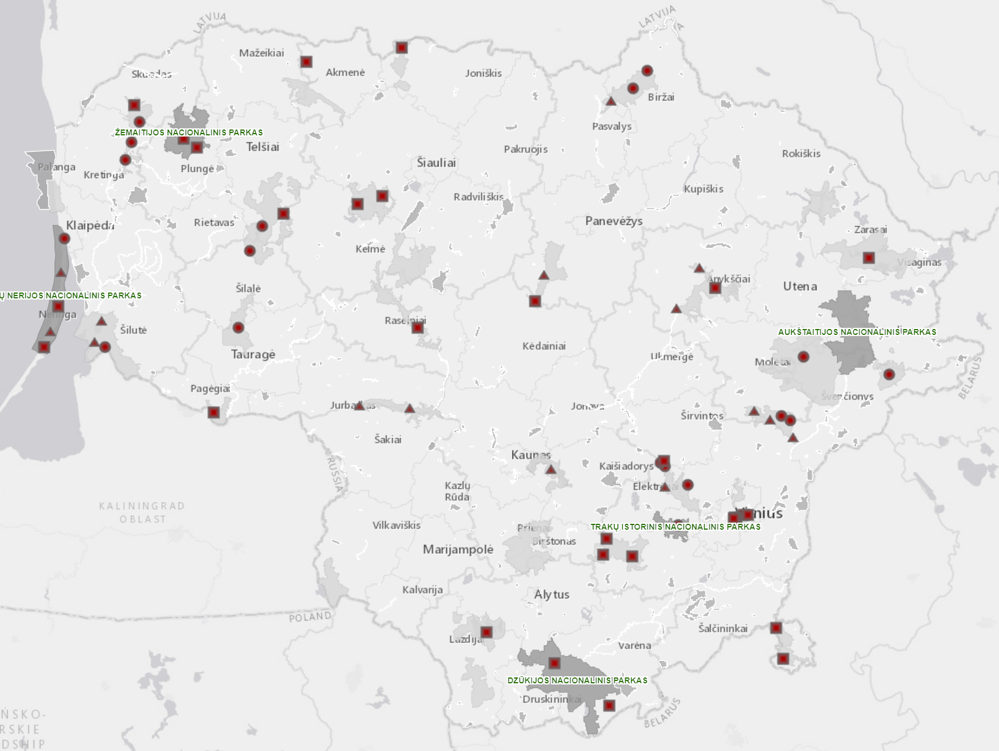 LATVIJA
LATVIJA
Mažeikiai
Akmenė
Skuodas
Joniškis
Biržai
Pasvalys
ŽEMAITIJOS NACIONALINIS PARKAS
Telšiai
Pakruojis
Rokiškis
Palanga
Kretinga
Plungė
Šiauliai
Kupiškis
Radviliškis
Klaipėda
Rietavas
Panevėžys
Zarasai
Kelmė
Visaginas
Anykščiai
Utena
Šilalė
Ų NERIJOS NACIONALINIS PARKAS
Neringa
Raseiniai
Šilutė
AUKŠTAITIJOS NACIONALINIS PARKAS
Kėdainiai
Tauragė
Ukmergė
Molėtai
BELARUS
Pagėgiai
Švenčionys
Jurbarkas
Jonava
Širvintos
Šakiai
RUSSIA
Kaunas
Kaišiadorys
Kazlų
Rūda
Elektrėnai
KALININGRAD
OBLAST
Vilnius
Vilkaviškis
Prienai
TRAKŲ ISTORINIS NACIONALINIS PARKAS
Birštonas
Marijampolė
Kalvarija
Alytus
POLAND
Šalčininkai
Lazdijai
Varėna
DZŪKIJOS NACIONALINIS PARKAS
Druskininkai
BELARUS
ŃSKO-
RSKIE
DSHIP